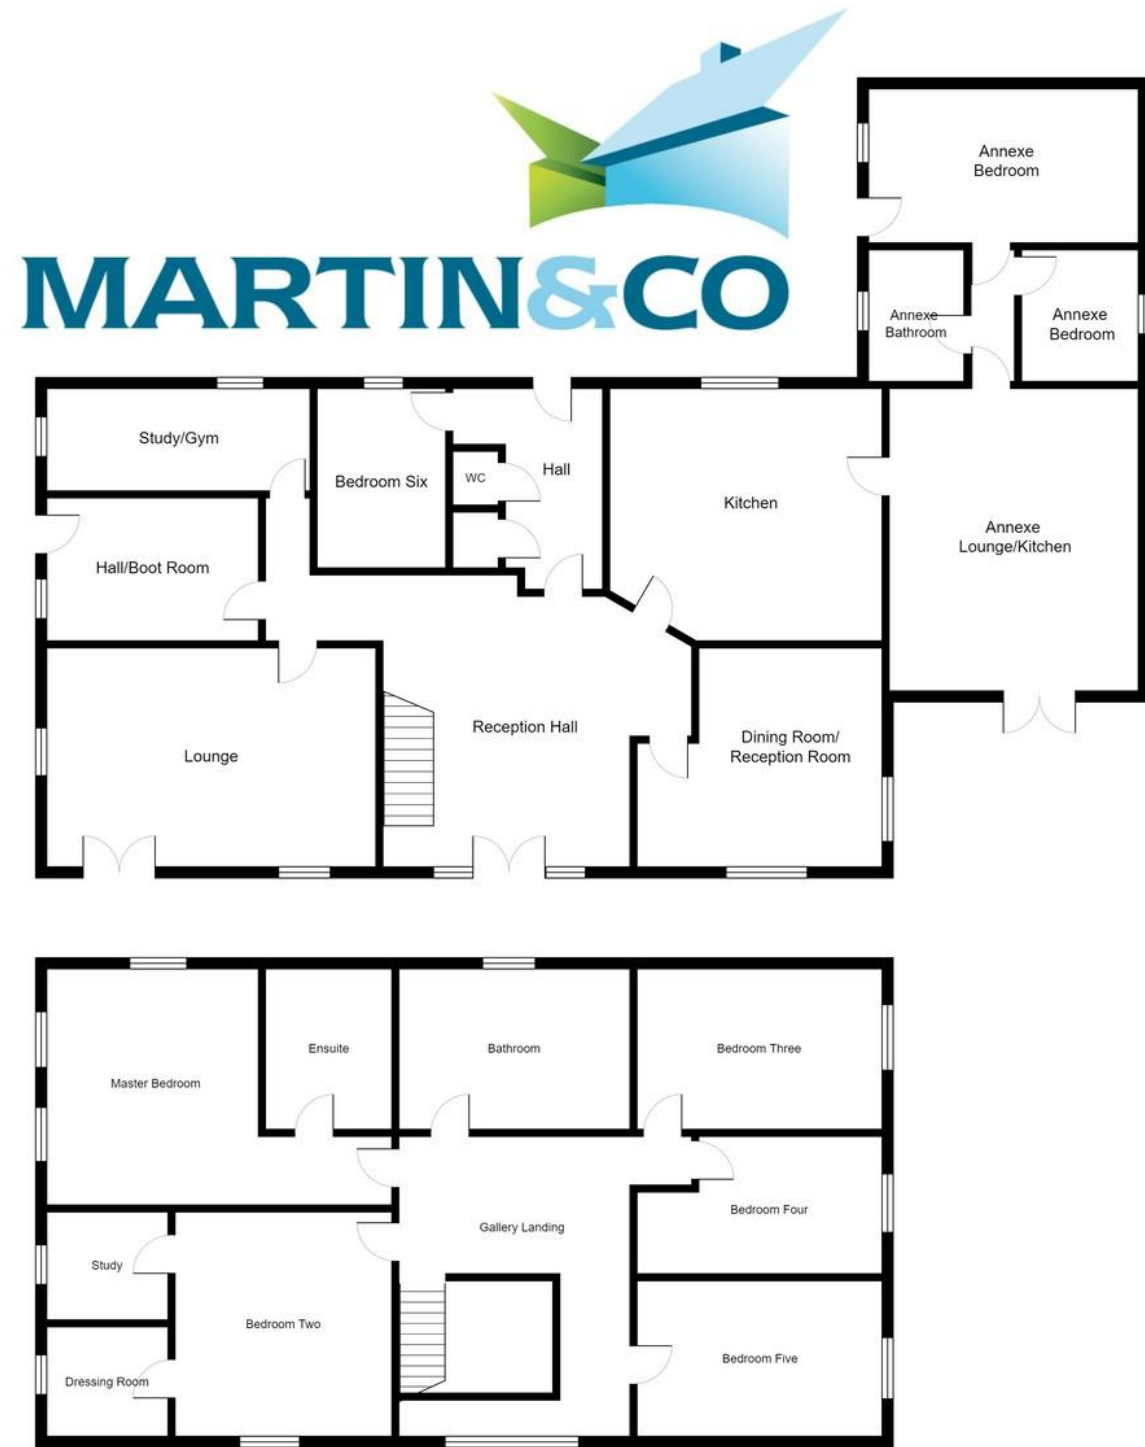 MARTIN&CO
Annexe
Bedroom
Annexe
Bathroom
Annexe
Bedroom
Study/Gym
Bedroom Six
WC
Hall
Kitchen
Annexe
Lounge/Kitchen
Hall/Boot Room
Lounge
Reception Hall
Dining Room/
Reception Room
Master Bedroom
Ensuite
Bathroom
Bedroom Three
Bedroom Four
Gallery Landing
Study
Bedroom Two
Bedroom Five
Dressing Room